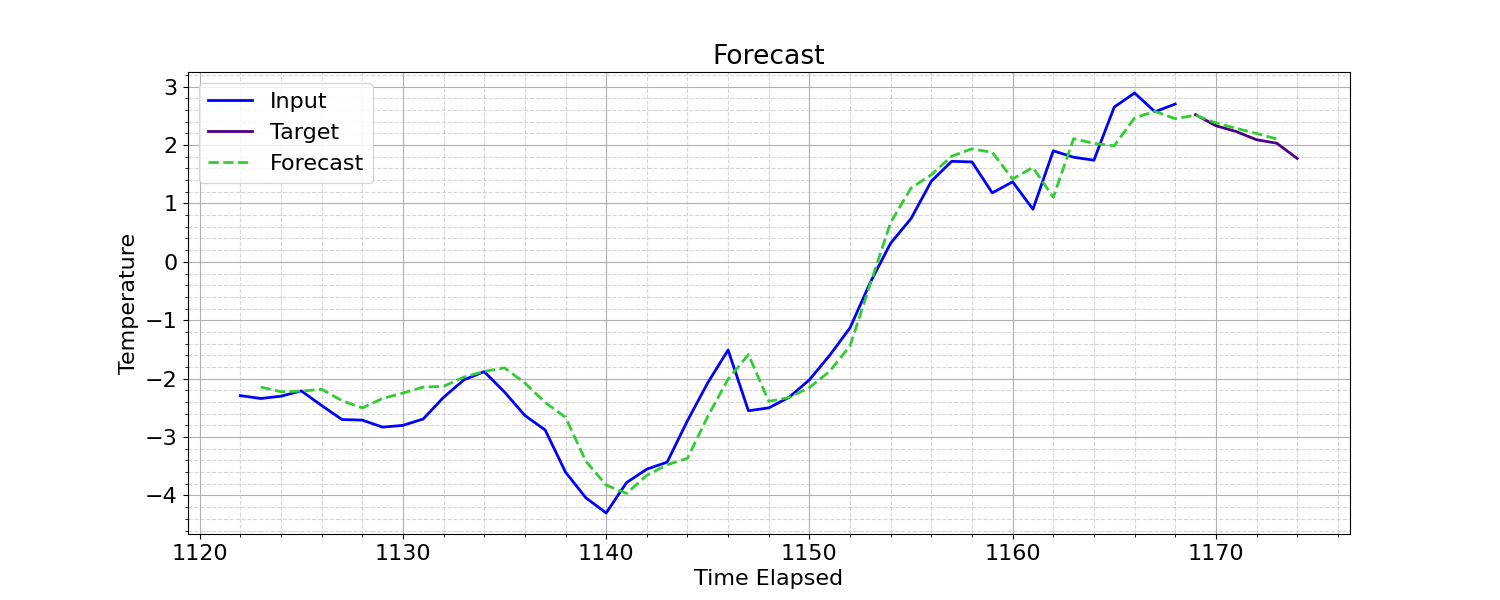 Forecast
3
2
1
0
−1
−2
−3
−4
Temperature
Input
Target
Forecast
1120 1130 1140 1150 1160 1170
Time Elapsed